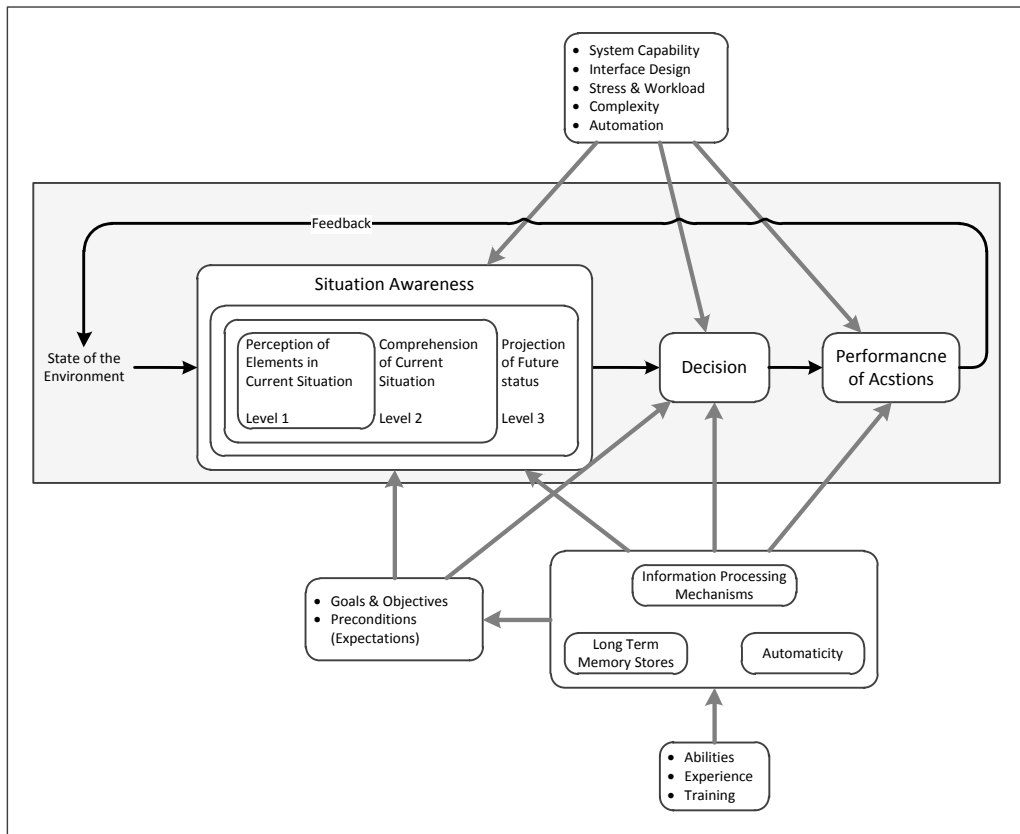 System Capability
Interface Design
Stress & Workload
Complexity
Automation
Feedback
Situation Awareness
State of the
Environment
Perception of
Elements in
Current Situation
Level 1
Comprehension
of Current
Situation
Level 2
Projection
of Future
status
Level 3
Decision
Performancne
of Acstions
Goals & Objectives
Preconditions
(Expectations)
Information Processing
Mechanisms
Long Term
Memory Stores
Automaticity
Abilities
Experience
Training